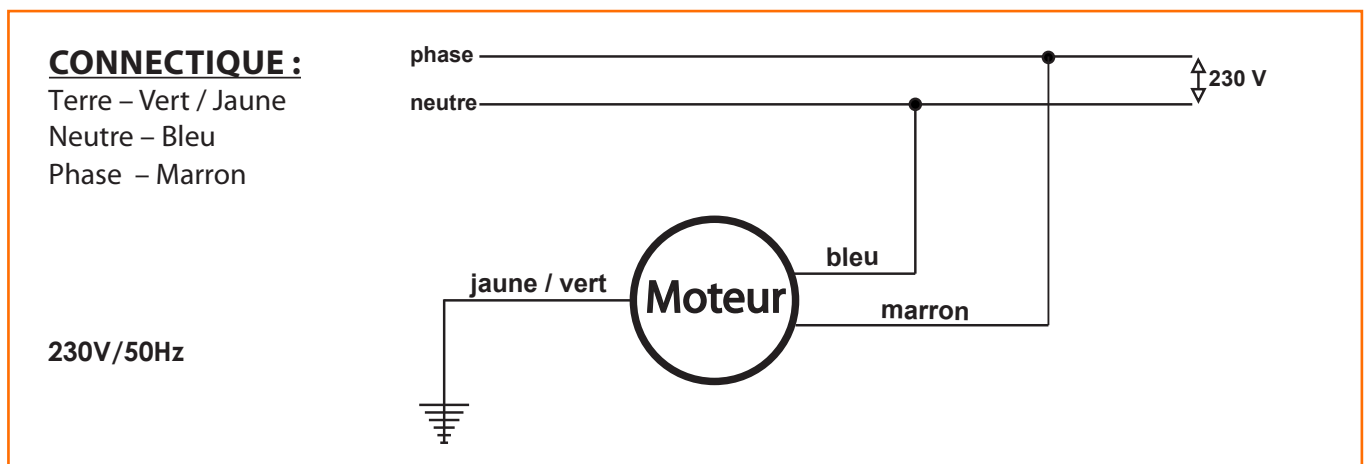 CONNECTIQUE :
Terre – Vert / Jaune
Neutre – Bleu
Phase – Marron
230V/50Hz
phase
neutre
230 V
bleu
jaune / vert
Moteur
marron